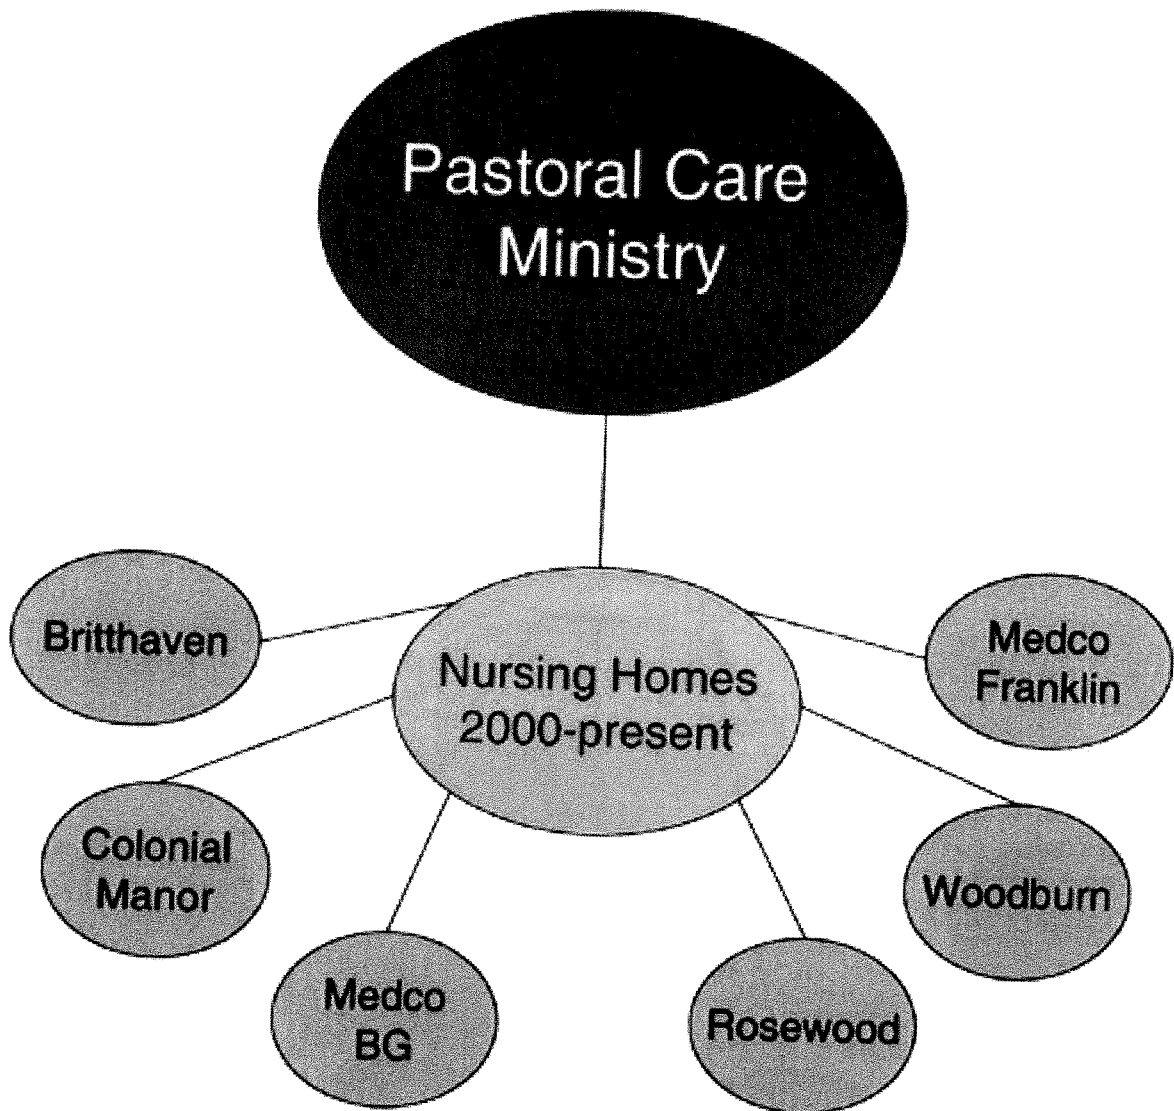 Pastoral Care
Ministry
Britthaven
Nursing Homes
2000-present
Medco
Franklin
Colonial
Manor
Woodburn
Medco
BG
Rosewood